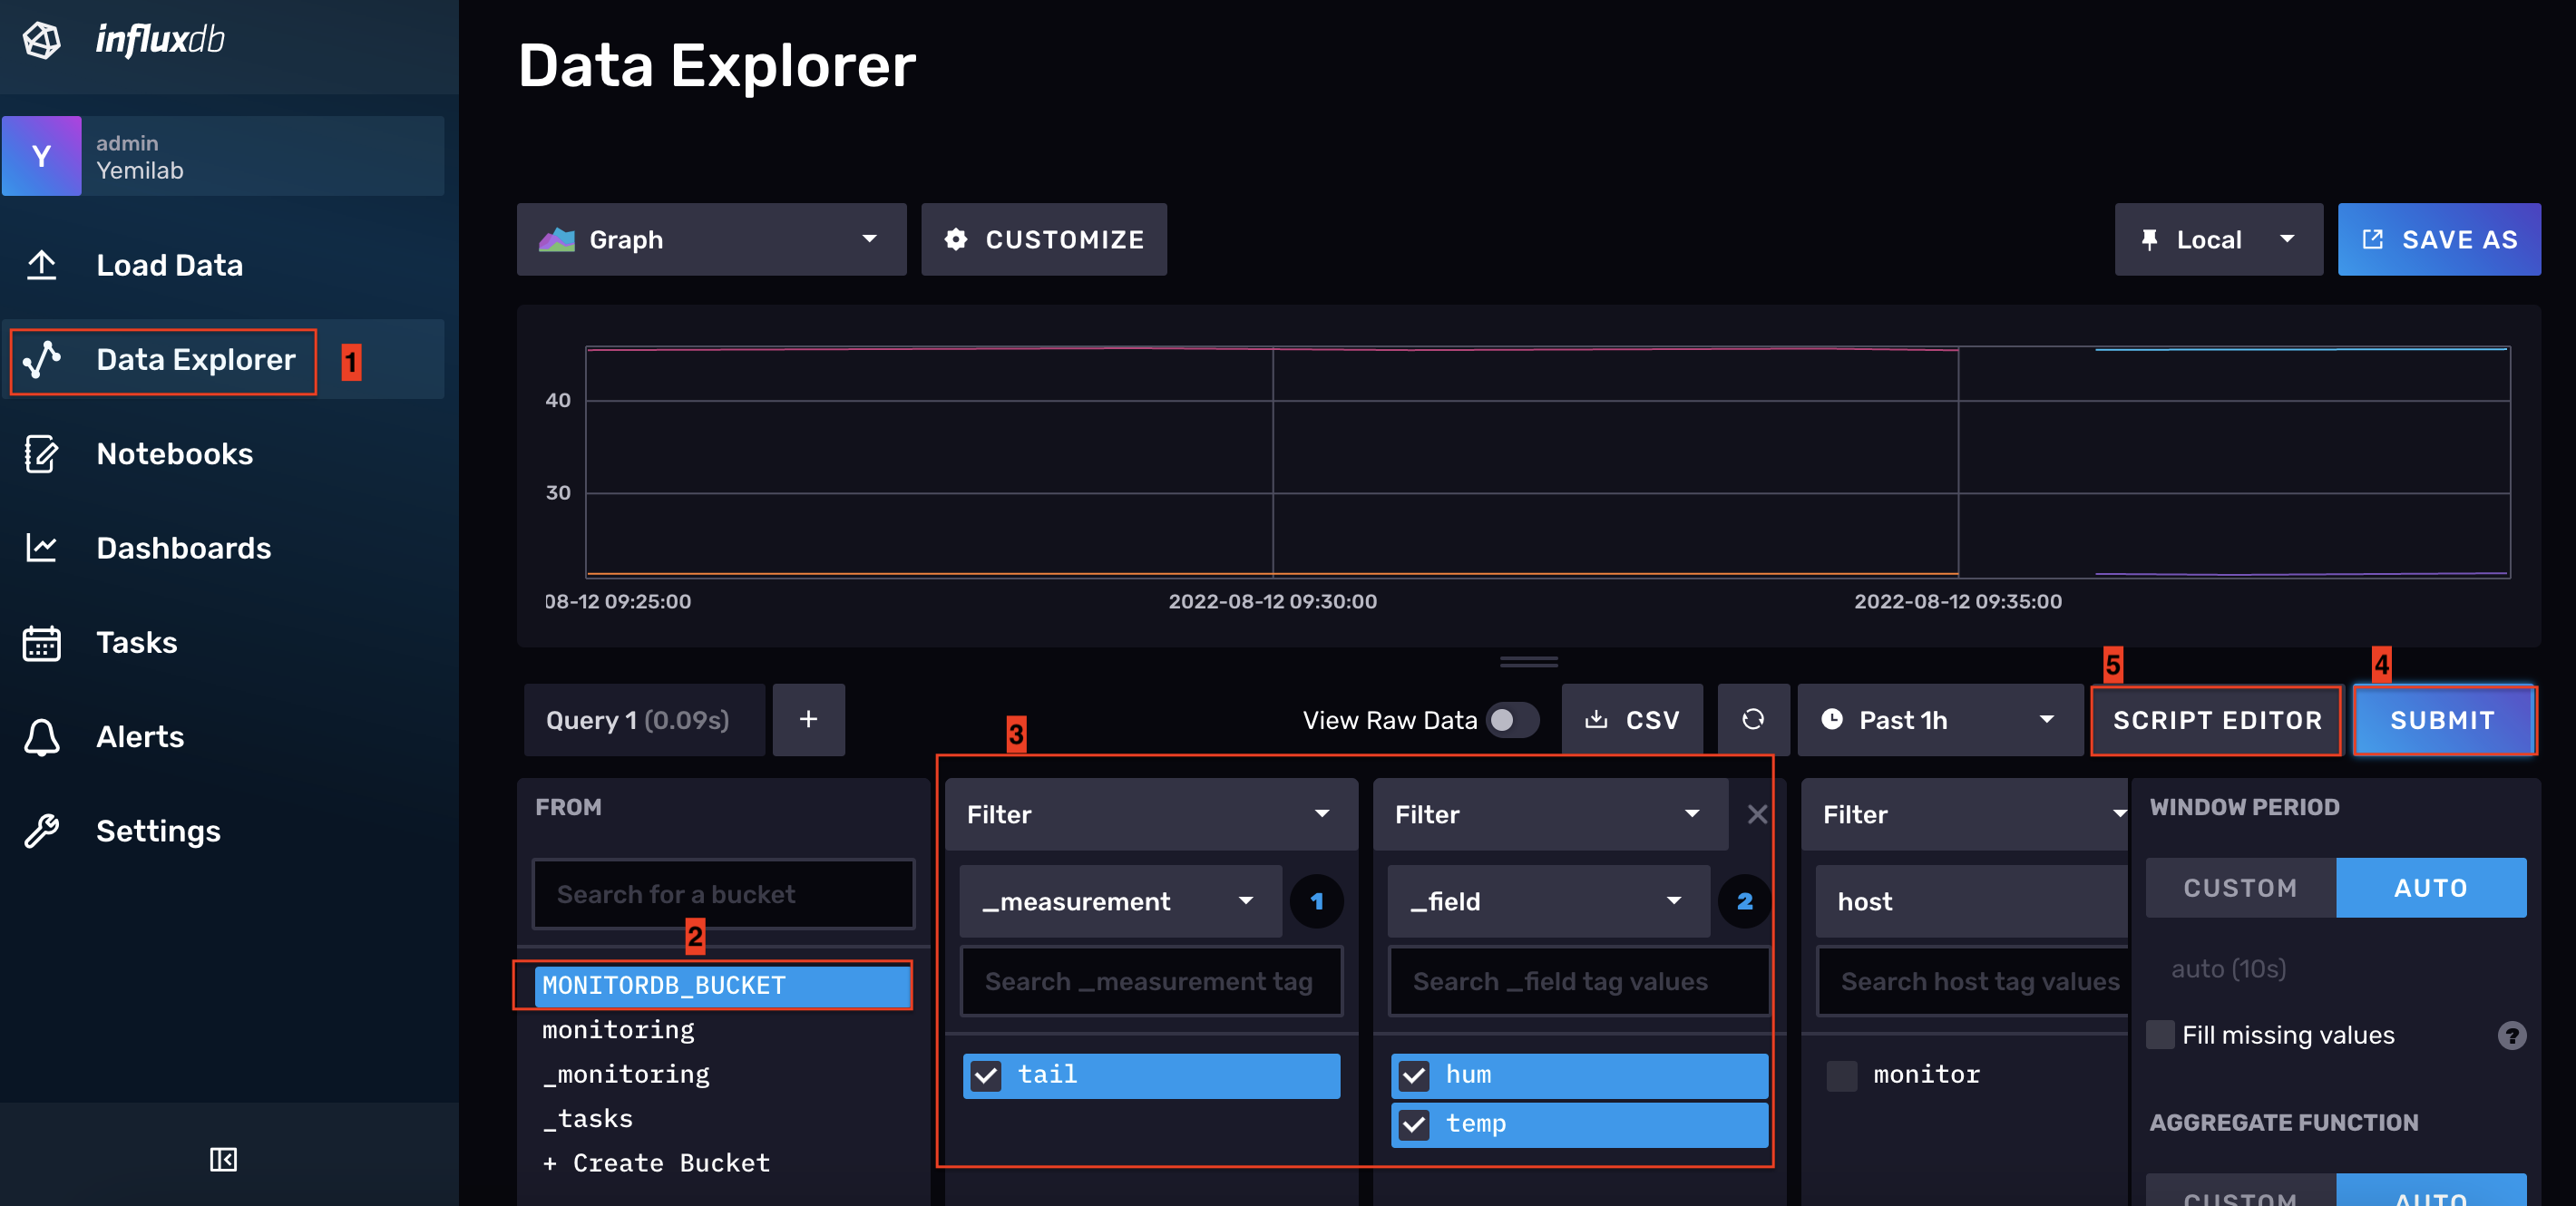 influxdb
Data Explorer
Y
admin
Yemilab
Load Data
Data Explorer
1
Notebooks
Dashboards
Tasks
Alerts
Settings
Graph
CUSTOMIZE
Local
SAVE AS
40
30
08-12 09:25:00
2022-08-12 09:30:00
2022-08-12 09:35:00
5
4
3
Query 1 (0.09s)
+
View Raw Data
CSV
Past 1h
SCRIPT EDITOR
SUBMIT
FROM
Search for a bucket
2
MONITORDB_BUCKET
monitoring
_monitoring
_tasks
+ Create Bucket
Filter
_measurement
1
Search _measurement tag
tail
Filter
_field
2
Search _field tag values
hum
temp
Filter
host
Search host tag values
monitor
WINDOW PERIOD
CUSTOM
AUTO
auto (10s)
Fill missing values
?
AGGREGATE FUNCTION
CUSTOM
AUTO